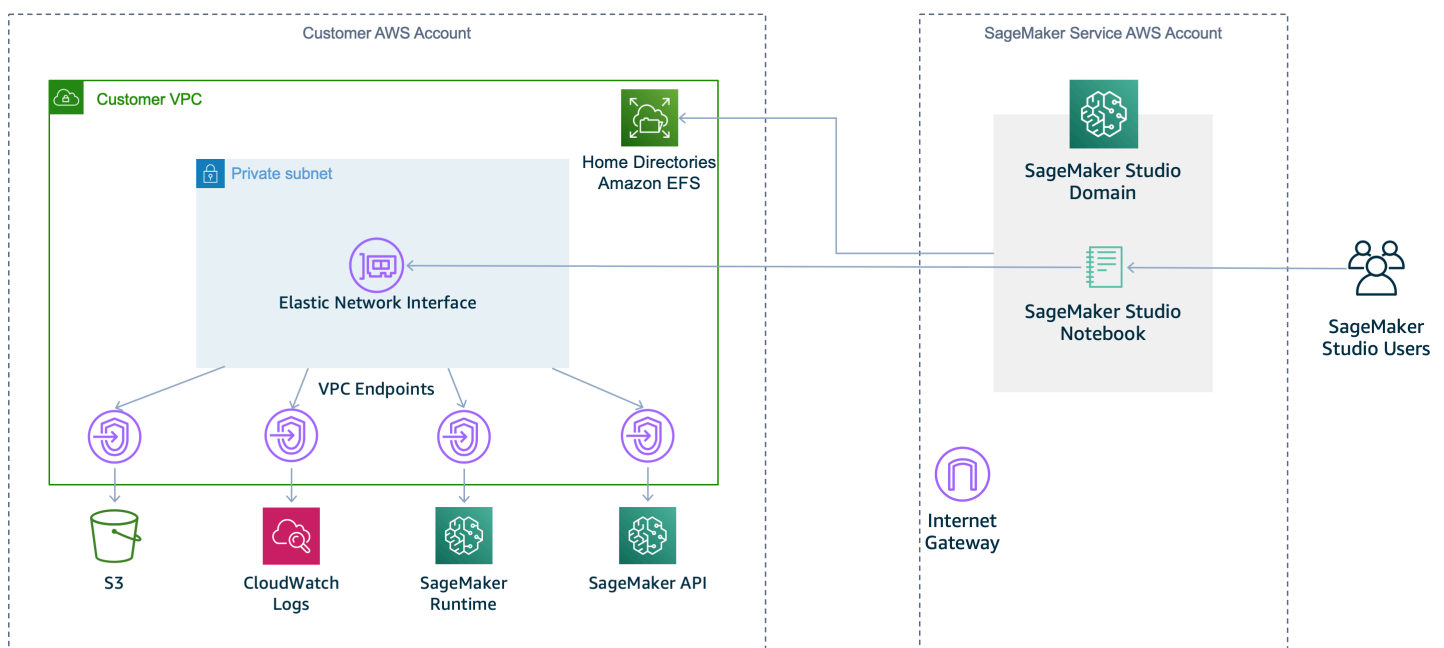 Customer AWS Account
SageMaker Service AWS Account
Customer VPC
Home Directories
Amazon EFS
Private subnet
Elastic Network Interface
VPC Endpoints
S3
CloudWatch
Logs
SageMaker
Runtime
SageMaker API
SageMaker Studio
Domain
SageMaker Studio
Notebook
Internet
Gateway
SageMaker
Studio Users